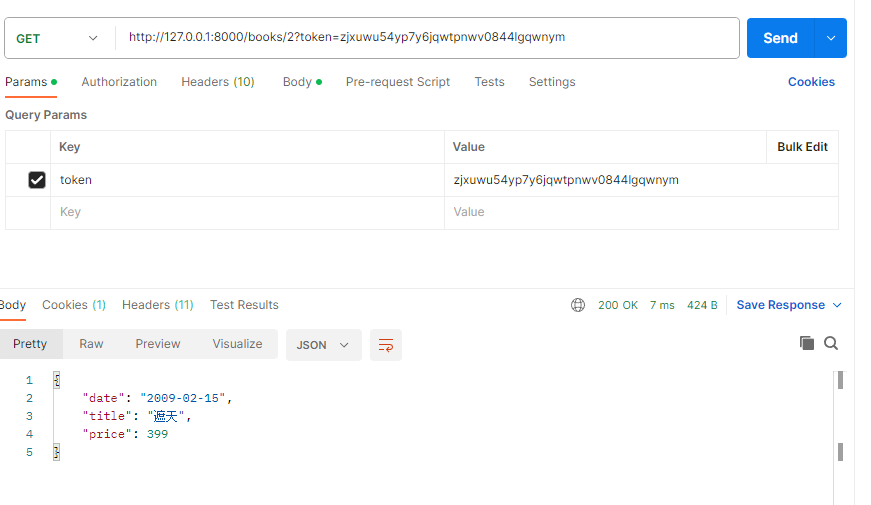 GET http://127.0.0.1:8000/books/2?token=zjxuwu54yp7y6jqwtpnwv0844lgqwnym Send
Params Authorization Headers (10) Body Pre-request Script Tests Settings Cookies
Query Params
Key Value Bulk Edit
token zjxuwu54yp7y6jqwtpnwv0844lgqwnym
Key Value
Body Cookies (1) Headers (11) Test Results 200 OK 7 ms 424 B Save Response
Pretty Raw Preview Visualize JSON
1 {
2 "date": "2009-02-15",
3 "title": "遮天",
4 "price": 399
5 }